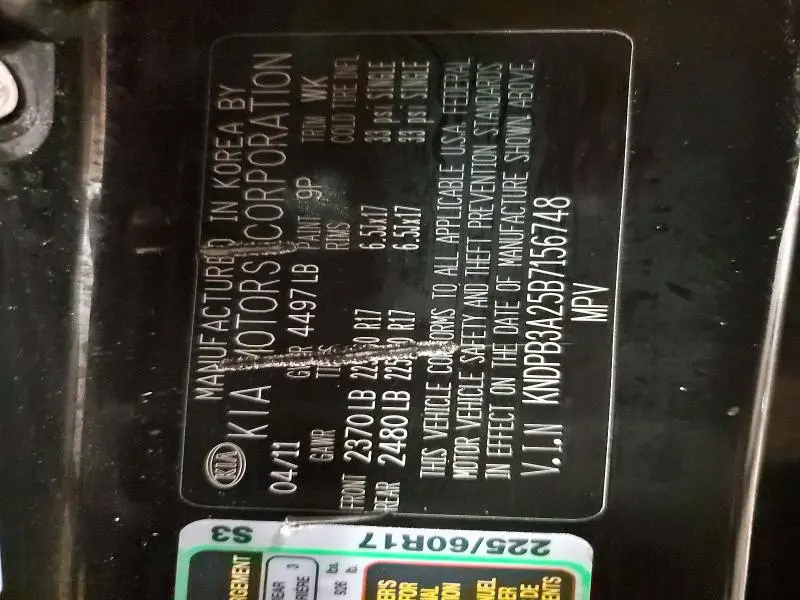 MANUFACTURED IN KOREA BY
KIA MOTORS CORPORATION
KIA
04/11 GVWR 4497LB PAINT 9P TRIM WK
GAWR TIRES RIMS COLD TIRE INFL
FRONT 2370LB R17 6.5Jx17 33 psi SINGLE
REAR 2480LB R17 6.5Jx17 33 psi SINGLE
THIS VEHICLE CONFORMS TO ALL APPLICABLE U.S.A FEDERAL
MOTOR VEHICLE SAFETY AND THEFT PREVENTION STANDARDS
IN EFFECT ON THE DATE OF MANUFACTURE SHOWN ABOVE.
V.I.N KNDPB3A25B7156748
MPV
225/60R17 S3